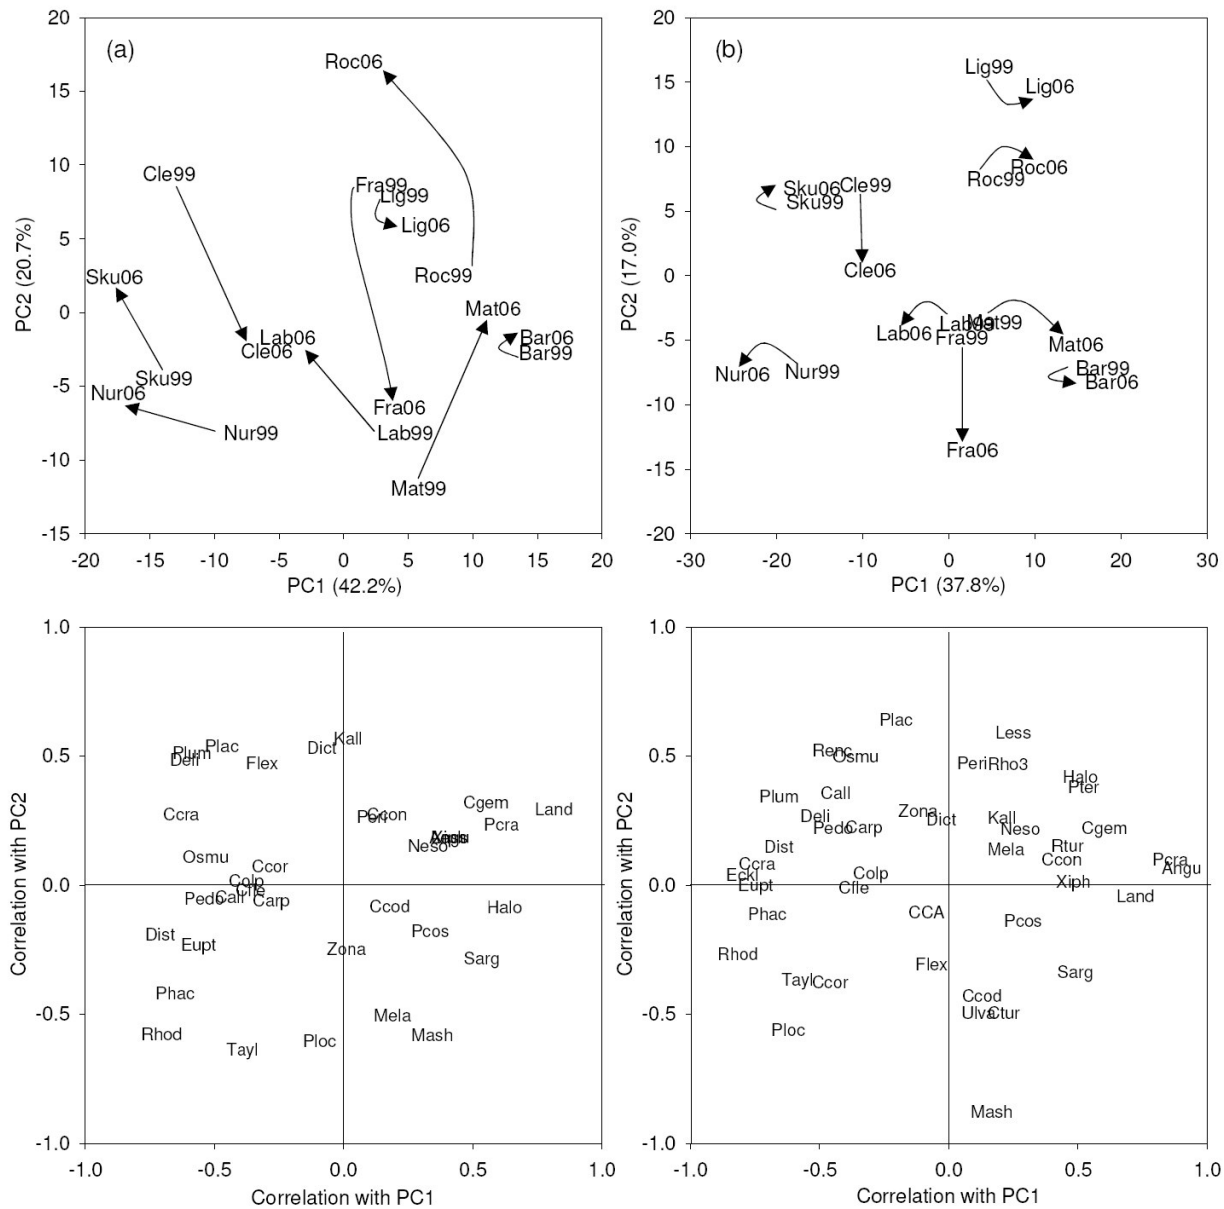 (a)
20
15
10
5
0
-5
-10
-15
PC2 (20.7%)
Roc06
Cle99
Fra99
Lig99
Lig06
Roc99
Sku06
Mat06
Lab06
Cle06
Bar06
Bar99
Sku99
Nur06
Fra06
Nur99
Lab99
Mat99
-20 -15 -10 -5 0 5 10 15 20
PC1 (42.2%)
(b)
20
15
10
5
0
-5
-10
-15
-20
PC2 (17.0%)
Lig99
Lig06
Roc06
Roc99
Sku06
Cle99
Sku99
Cle06
Lab99
Mat99
Lab06
Fra99
Mat06
Nur06
Nur99
Bar99
Bar06
Fra06
-30 -20 -10 0 10 20 30
PC1 (37.8%)
1.0
0.5
0.0
-0.5
-1.0
Correlation with PC2
Kall
Dict
Plac
Plum
Deli
Flex
Ccra
Peri
Ccon
Cgem
Land
Pcra
Neso
Osmu
Ccor
Colp
Cfle
Call
Pedo
Carp
Ccod
Halo
Dist
Eupt
Pcos
Zona
Sarg
Phac
Mela
Rhod
Mash
Ploc
Tayl
-1.0 -0.5 0.0 0.5 1.0
Correlation with PC1
1.0
0.5
0.0
-0.5
-1.0
Correlation with PC2
Plac
Less
Renc
Osmu
Peri
Rho3
Halo
Pter
Plum
Call
Zona
Deli
Dict
Kall
Pedo
Carp
Neso
Cgem
Dist
Mela
Rtur
Ccon
Pcra
Ccra
Angu
Eckl
Colp
Eupt
Cfle
Xiph
Land
Phac
CCA
Pcos
Rhod
Flex
Sarg
Tayl
Ccor
Ccod
Ulva
Ctur
Ploc
Mash
-1.0 -0.5 0.0 0.5 1.0
Correlation with PC1